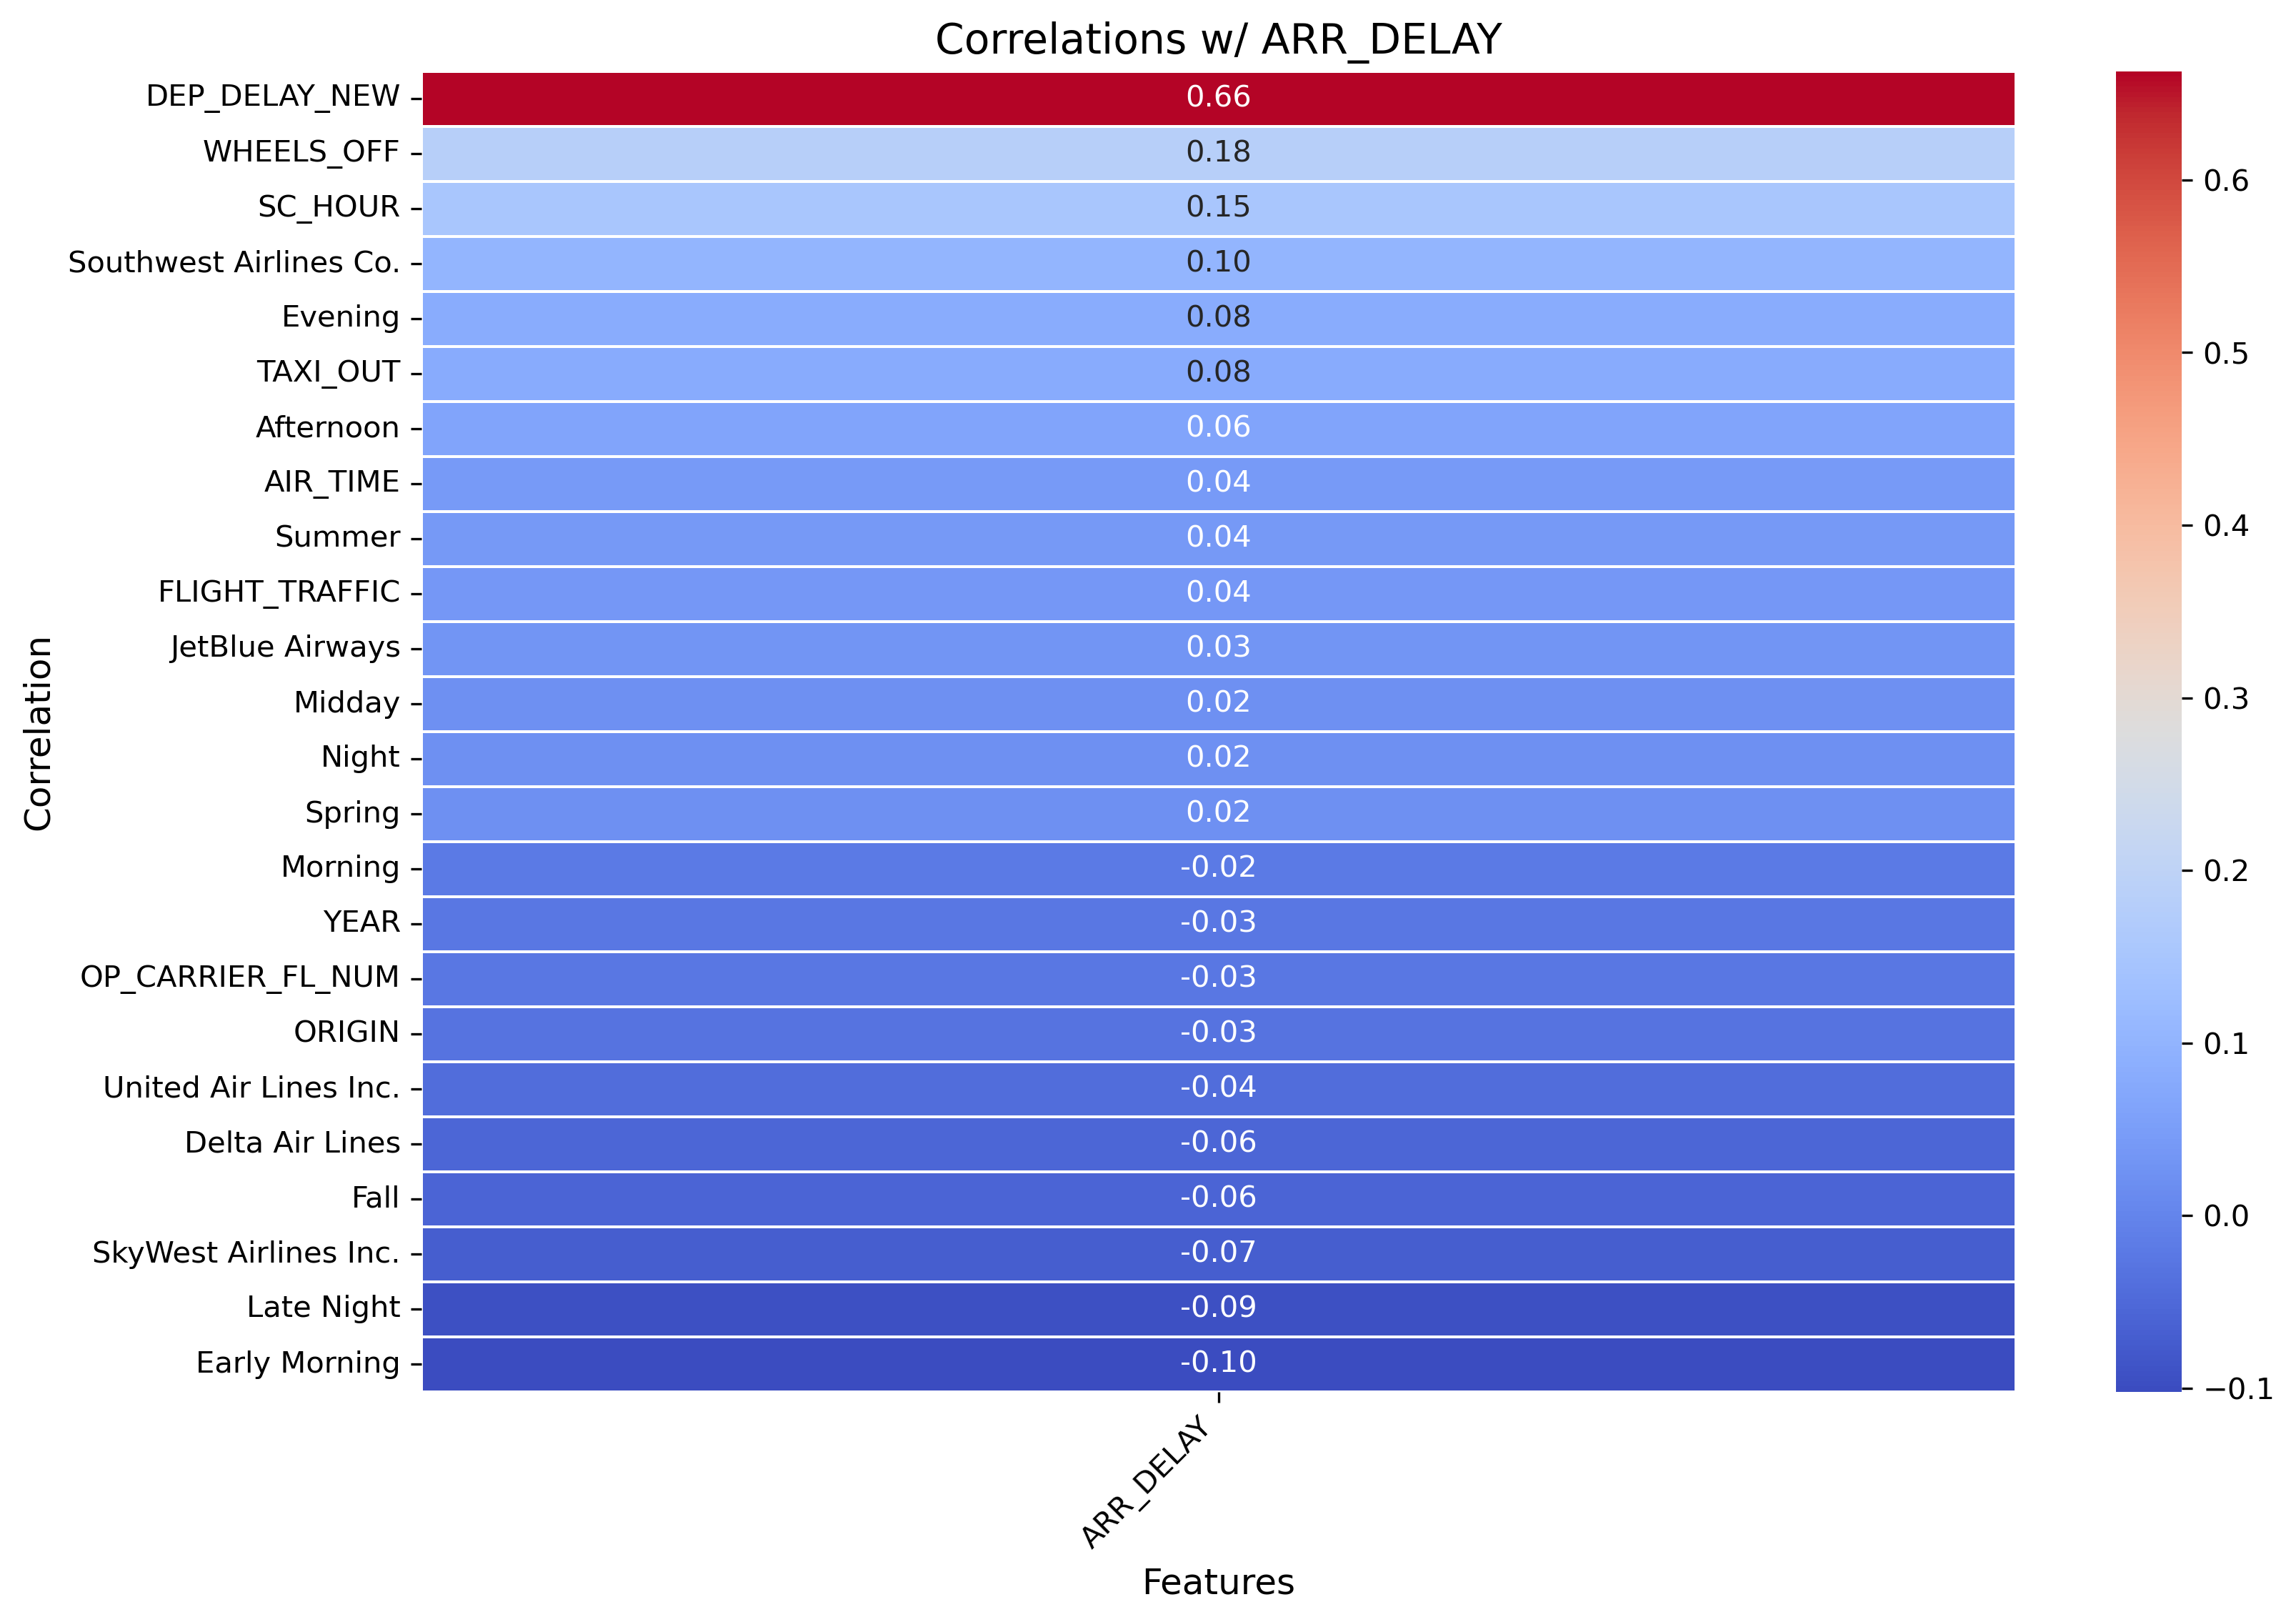 Correlations w/ ARR_DELAY
DEP_DELAY_NEW 0.66
WHEELS_OFF 0.18
SC_HOUR 0.15
Southwest Airlines Co. 0.10
Evening 0.08
TAXI_OUT 0.08
Afternoon 0.06
AIR_TIME 0.04
Summer 0.04
FLIGHT_TRAFFIC 0.04
JetBlue Airways 0.03
Midday 0.02
Night 0.02
Spring 0.02
Morning -0.02
YEAR -0.03
OP_CARRIER_FL_NUM -0.03
ORIGIN -0.03
United Air Lines Inc. -0.04
Delta Air Lines -0.06
Fall -0.06
SkyWest Airlines Inc. -0.07
Late Night -0.09
Early Morning -0.10
Correlation
ARR_DELAY
Features
0.6
0.5
0.4
0.3
0.2
0.1
0.0
−0.1